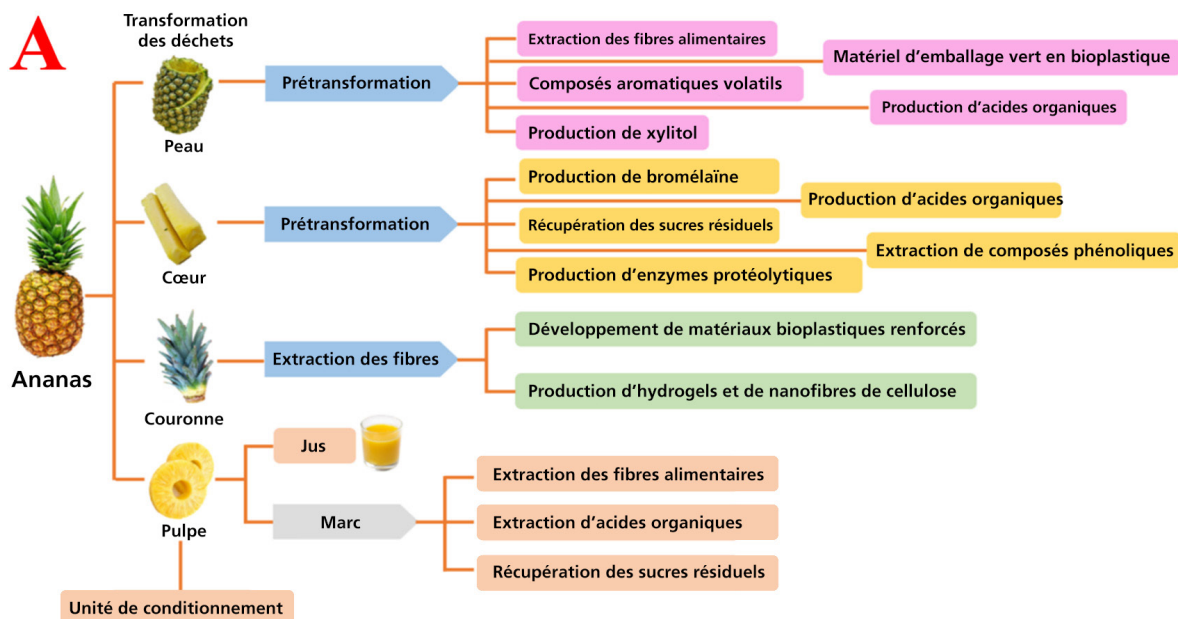 A
Transformation
des déchets
Peau
Prétransformation
Extraction des fibres alimentaires
Matériel d'emballage vert en bioplastique
Composés aromatiques volatils
Production d'acides organiques
Production de xylitol
Ananas
Cœur
Prétransformation
Production de bromélaïne
Production d'acides organiques
Récupération des sucres résiduels
Extraction de composés phénoliques
Production d'enzymes protéolytiques
Couronne
Extraction des fibres
Développement de matériaux bioplastiques renforcés
Production d'hydrogels et de nanofibres de cellulose
Pulpe
Jus
Marc
Extraction des fibres alimentaires
Extraction d'acides organiques
Récupération des sucres résiduels
Unité de conditionnement